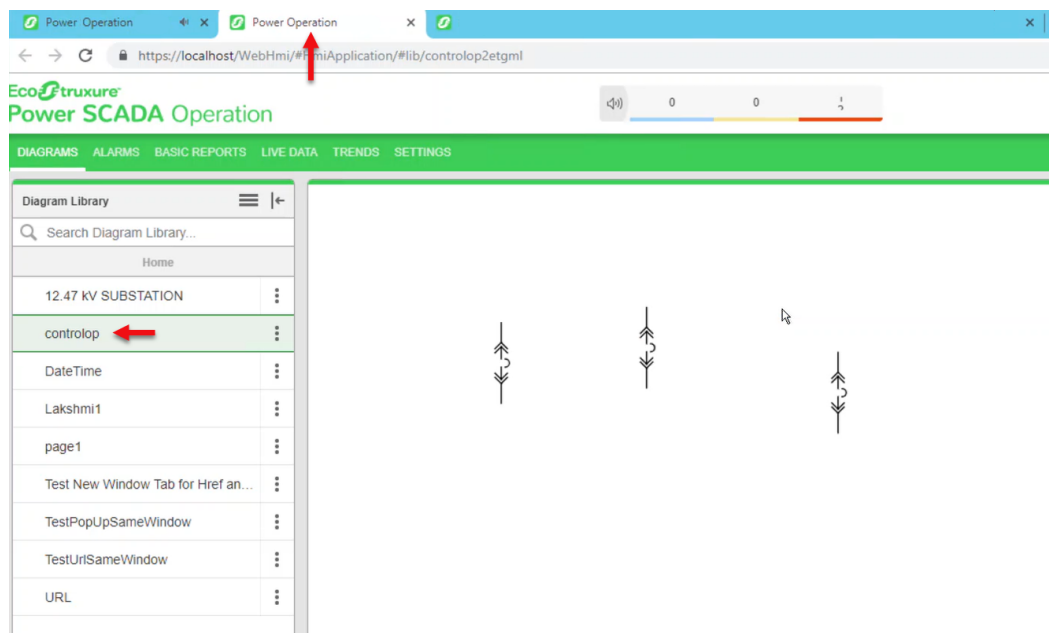 Power Operation
Power Operation
https://localhost/WebHmi/#HmiApplication/#lib/controlop2etgml
EcoStruxure
Power SCADA Operation
0 0
DIAGRAMS ALARMS BASIC REPORTS LIVE DATA TRENDS SETTINGS
Diagram Library
Search Diagram Library...
Home
12.47 kV SUBSTATION
controlop
DateTime
Lakshmi1
page1
Test New Window Tab for Href an...
TestPopUpSameWindow
TestUrlSameWindow
URL